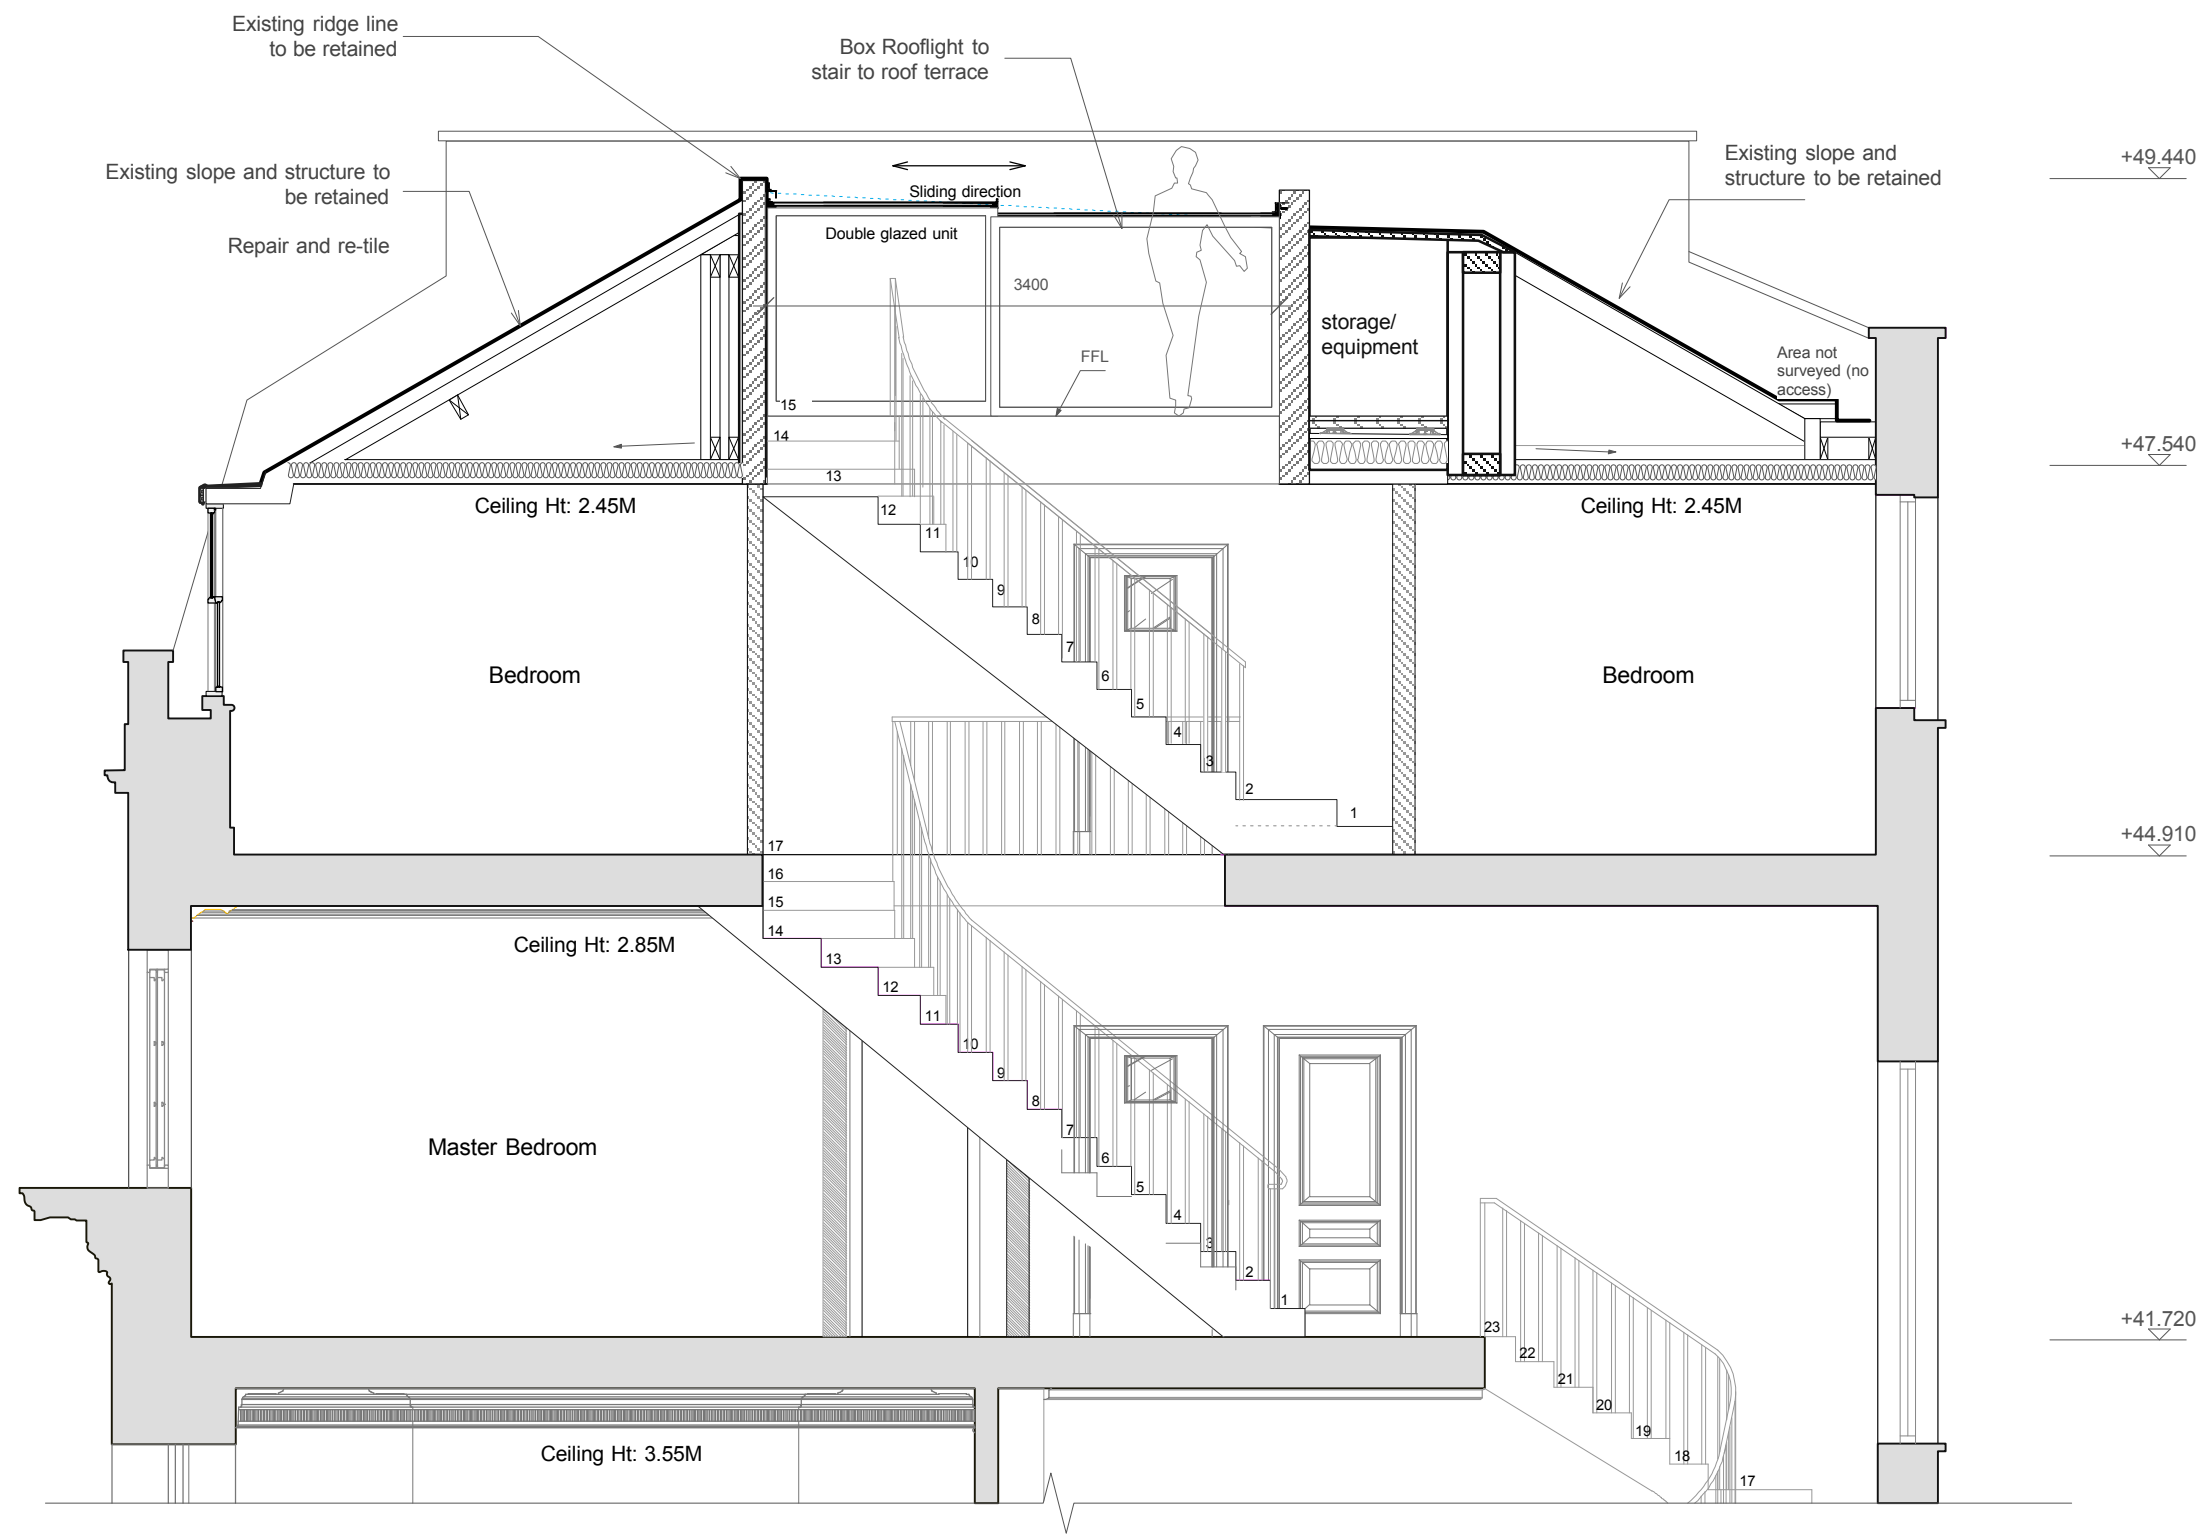 Existing ridge line
to be retained
Box Rooflight to
stair to roof terrace
Existing slope and structure to
be retained
Repair and re-tile
Existing slope and
structure to be retained
+49.440
Sliding direction
Double glazed unit
3400
storage/
equipment
FFL
Area not
surveyed (no
access)
15
14
13
12
11
10
9
8
7
6
5
4
3
2
1
+47.540
Ceiling Ht: 2.45M
Ceiling Ht: 2.45M
Bedroom
Bedroom
+44.910
17
16
15
14
13
12
11
10
9
8
7
6
5
4
3
2
1
Ceiling Ht: 2.85M
Master Bedroom
+41.720
23
22
21
20
19
18
17
Ceiling Ht: 3.55M